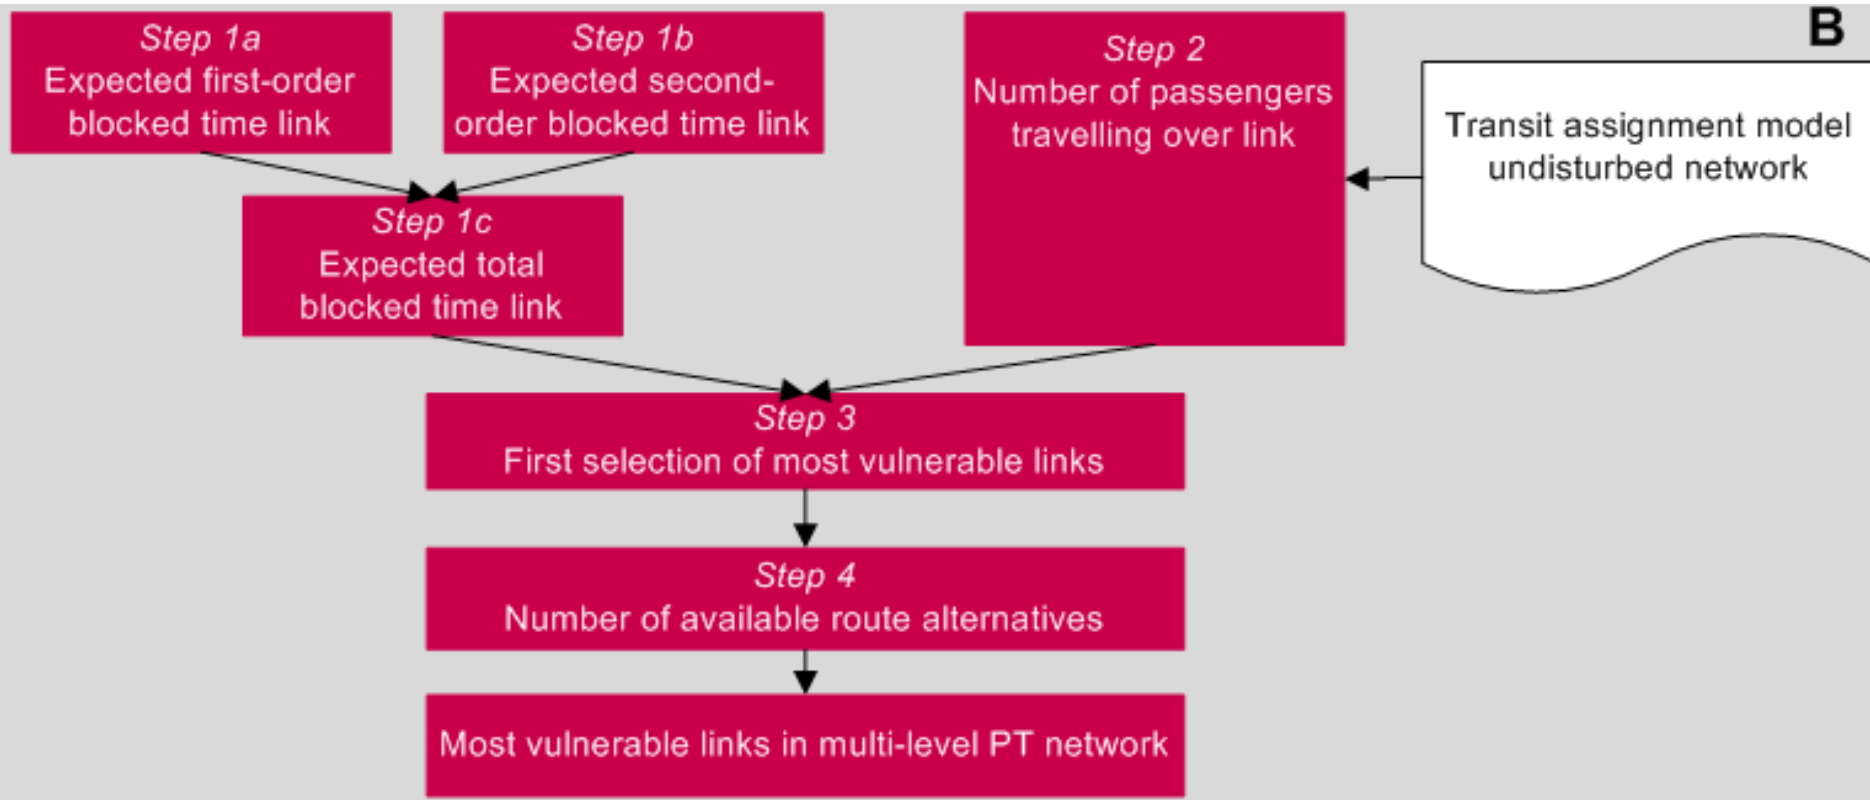 B
Step 1a
Expected first-order
blocked time link
Step 1b
Expected second-
order blocked time link
Step 2
Number of passengers
travelling over link
Transit assignment model
undisturbed network
Step 1c
Expected total
blocked time link
Step 3
First selection of most vulnerable links
Step 4
Number of available route alternatives
Most vulnerable links in multi-level PT network